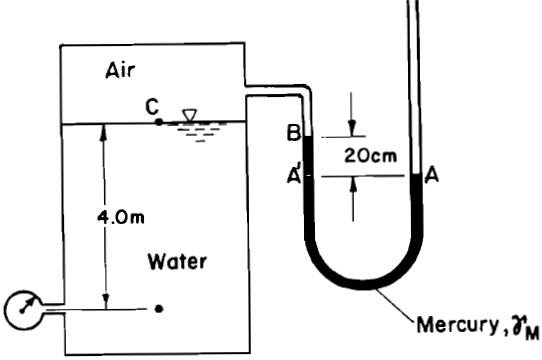 Air
C
B
20cm
A'
A
4.0m
Water
Mercury, γM